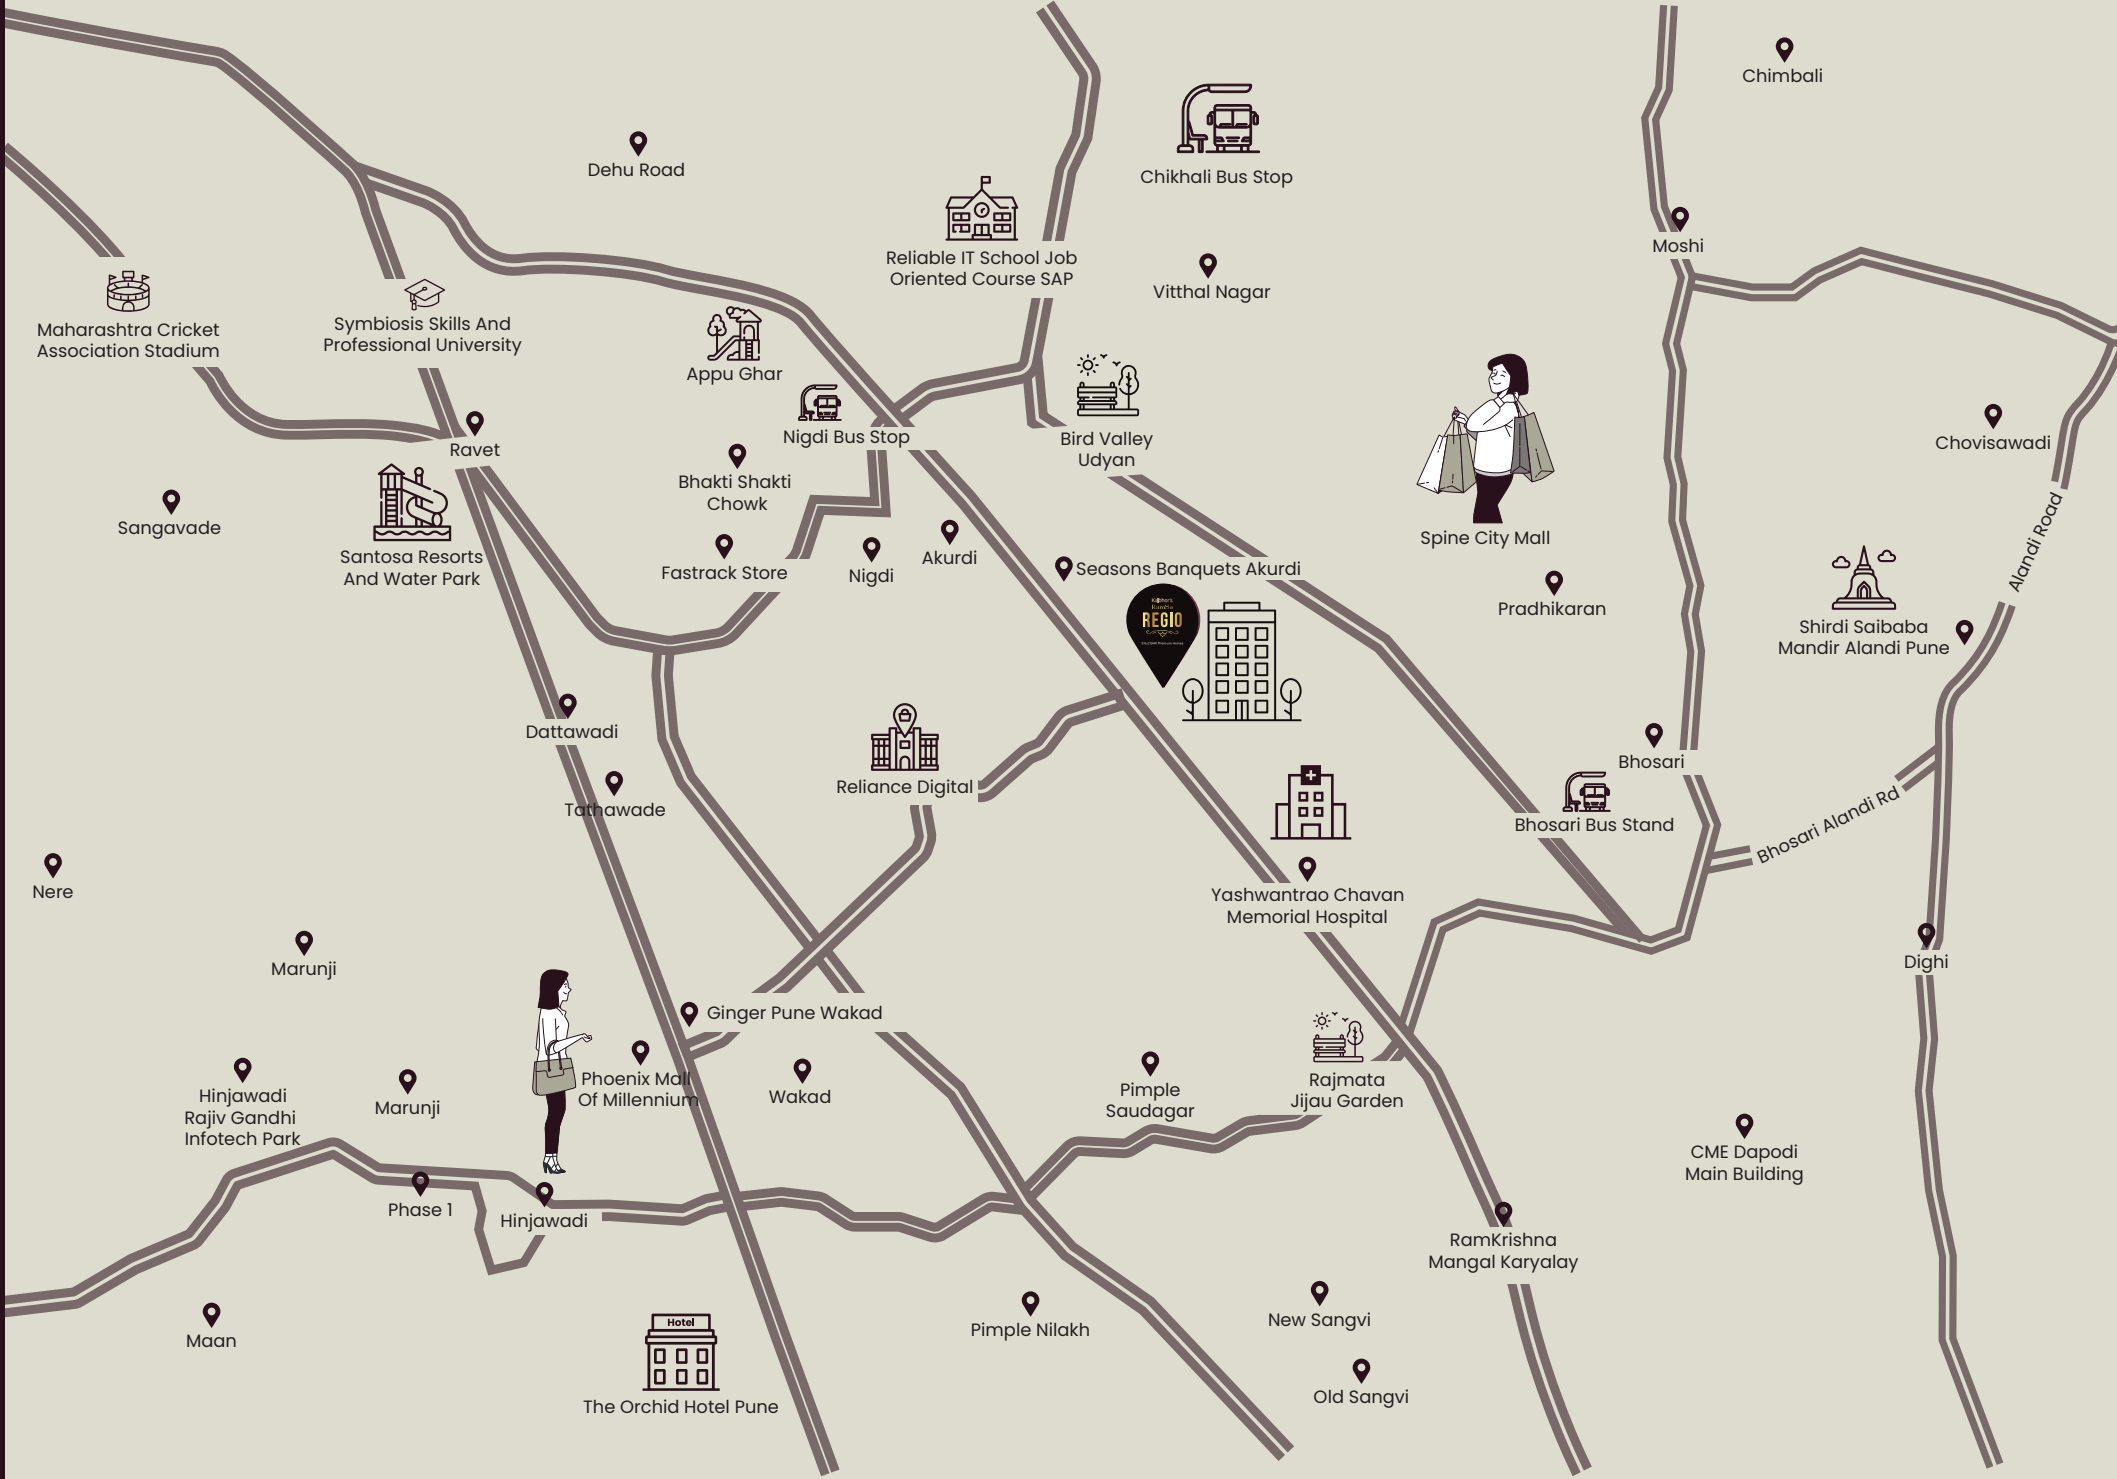 Chimbali
Dehu Road
Chikhali Bus Stop
Moshi
Reliable IT School Job
Oriented Course SAP
Vitthal Nagar
Maharashtra Cricket
Association Stadium
Symbiosis Skills And
Professional University
Appu Ghar
Nigdi Bus Stop
Bird Valley
Udyan
Chovisawadi
Ravet
Bhakti Shakti
Chowk
Sangavade
Spine City Mall
Alandi Road
Santosa Resorts
And Water Park
Fastrack Store
Nigdi
Akurdi
Seasons Banquets Akurdi
Pradhikaran
REGIO
Shirdi Saibaba
Mandir Alandi Pune
Dattawadi
Bhosari
Reliance Digital
Tathawade
Bhosari Bus Stand
Bhosari Alandi Rd
Nere
Yashwantrao Chavan
Memorial Hospital
Marunji
Dighi
Ginger Pune Wakad
Phoenix Mall
Of Millennium
Wakad
Pimple
Saudagar
Rajmata
Jijau Garden
Hinjawadi
Rajiv Gandhi
Infotech Park
Marunji
CME Dapodi
Main Building
Phase 1
Hinjawadi
RamKrishna
Mangal Karyalay
Maan
Hotel
The Orchid Hotel Pune
Pimple Nilakh
New Sangvi
Old Sangvi